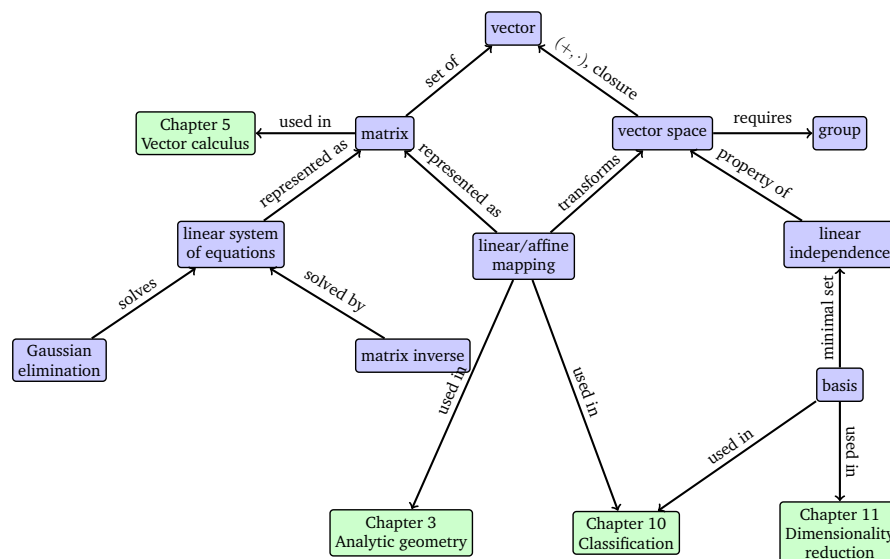 vector
set of
(+, ·), closure
Chapter 5
Vector calculus
used in
matrix
vector space
requires
group
represented as
represented as
transforms
property of
linear system
of equations
linear/affine
mapping
linear
independence
solves
solved by
minimal set
Gaussian
elimination
matrix inverse
basis
used in
used in
used in
used in
Chapter 3
Analytic geometry
Chapter 10
Classification
Chapter 11
Dimensionality
reduction